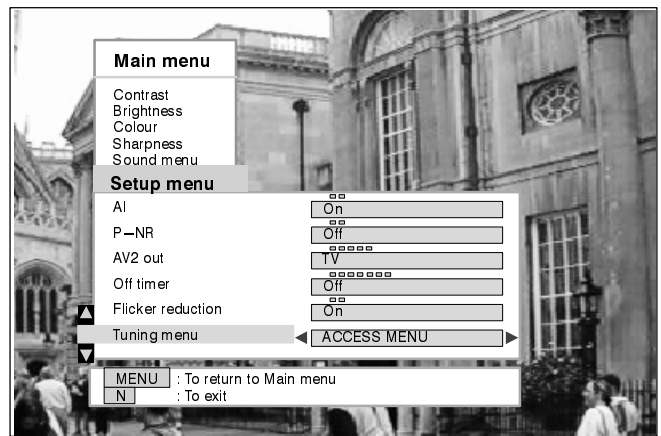 Main menu
Contrast
Brightness
Colour
Sharpness
Sound menu
Setup menu
AI On
P–NR Off
AV2 out TV
Off timer Off
Flicker reduction On
Tuning menu ACCESS MENU
MENU : To return to Main menu
N : To exit